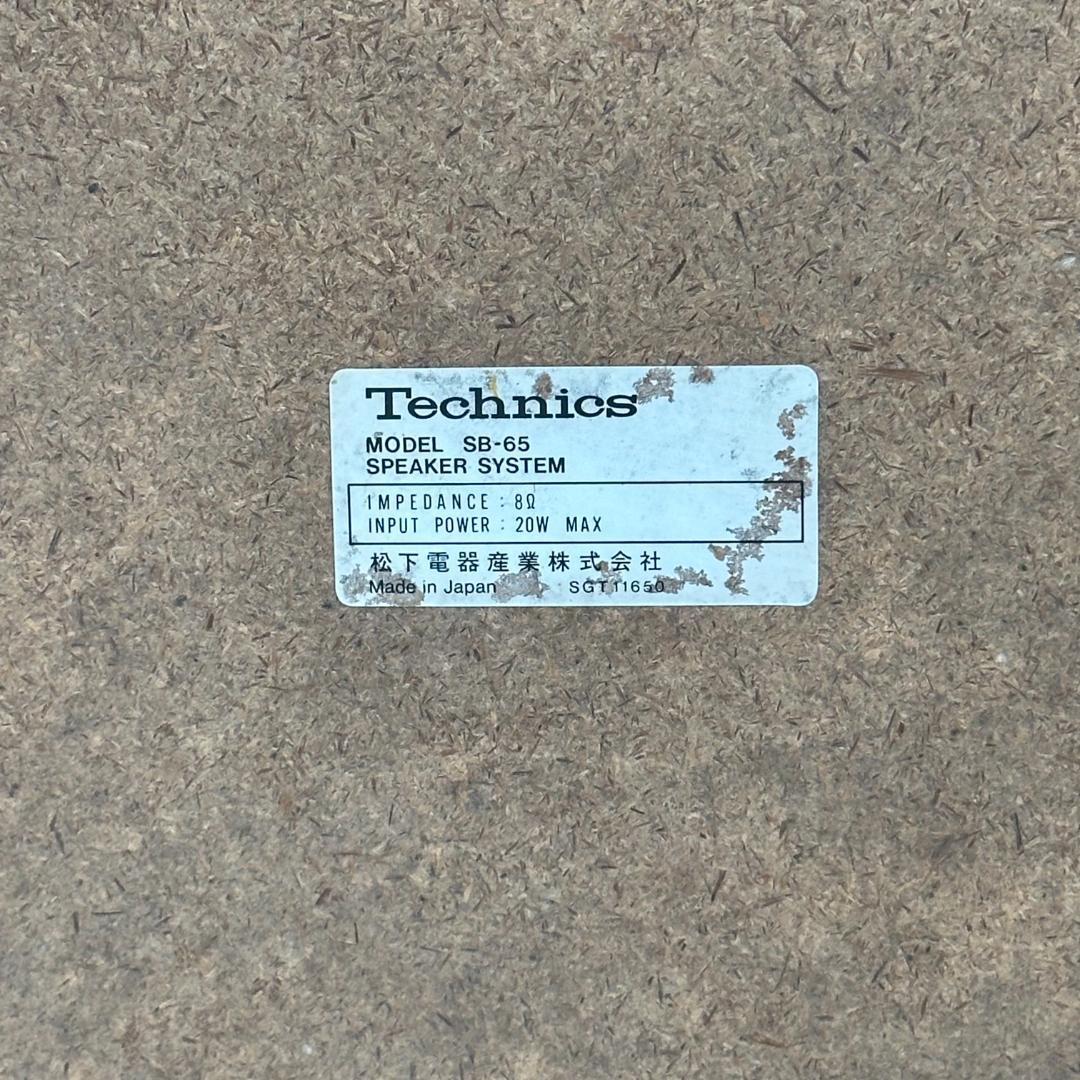 Technics
MODEL SB-65
SPEAKER SYSTEM
IMPEDANCE : 8Ω
INPUT POWER : 20W MAX
松下電器産業株式会社
Made in Japan SGT11650